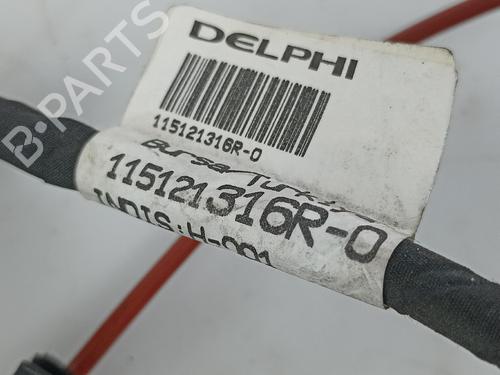 DELPHI
115121316R-0
Bursa/Turkey
115121316R-0
INDIS:H-001
B-PARTS